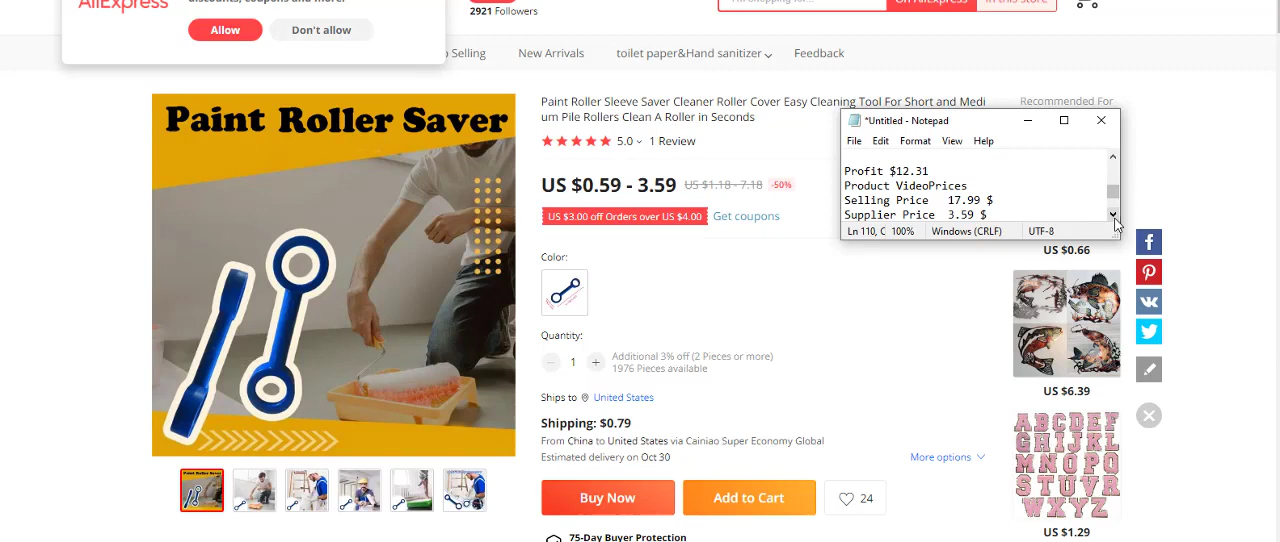 AliExpress
discounts, coupons and more!
Allow
Don't allow
2921 Followers
On AliExpress
In this store
Selling
New Arrivals
toilet paper&Hand sanitizer
Feedback
Paint Roller Saver
Paint Roller Sleeve Saver Cleaner Roller Cover Easy Cleaning Tool For Short and Medi
um Pile Rollers Clean A Roller in Seconds
5.0
1 Review
US $0.59 - 3.59
US $1.18 - 7.18
-50%
US $3.00 off Orders over US $4.00
Get coupons
Color:
Quantity:
1
Additional 3% off (2 Pieces or more)
1976 Pieces available
Ships to
United States
Shipping: $0.79
From China to United States via Cainiao Super Economy Global
Estimated delivery on Oct 30
More options
Buy Now
Add to Cart
24
75-Day Buyer Protection
Recommended For
*Untitled - Notepad
File
Edit
Format
View
Help
Profit $12.31
Product VideoPrices
Selling Price 17.99 $
Supplier Price 3.59 $
Ln 110, C
100%
Windows (CRLF)
UTF-8
US $0.66
US $6.39
ABCDEF
GHIJKL
MNOPQ
RSTUV
WXYZ
US $1.29